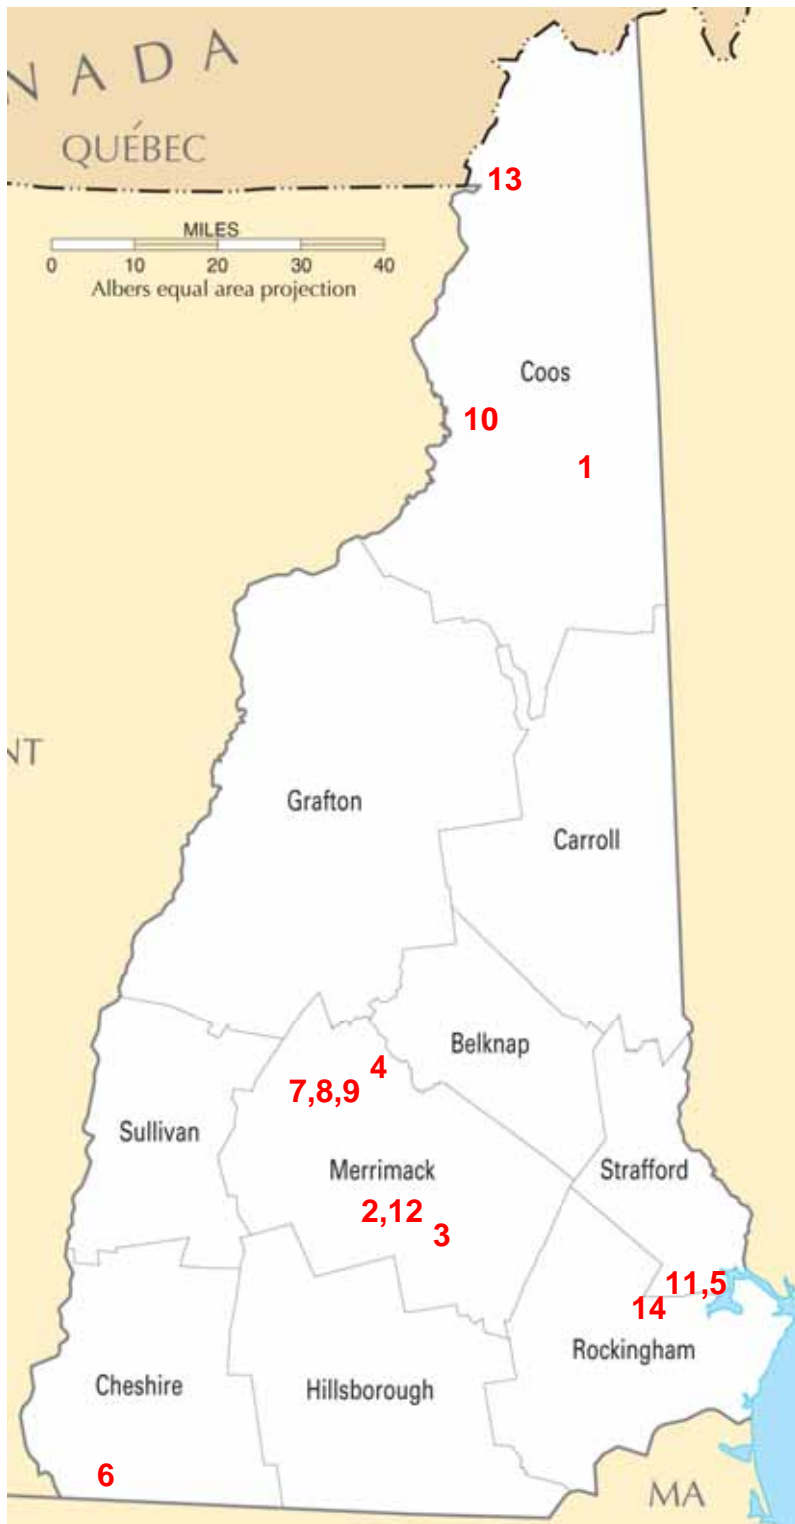 NADA
QUÉBEC
13
MILES
0 10 20 30 40
Albers equal area projection
Coos
10
1
NT
Grafton
Carroll
Belknap
4
7,8,9
Sullivan
Merrimack
Strafford
2,12
3
11,5
14
Rockingham
Cheshire
Hillsborough
6
MA